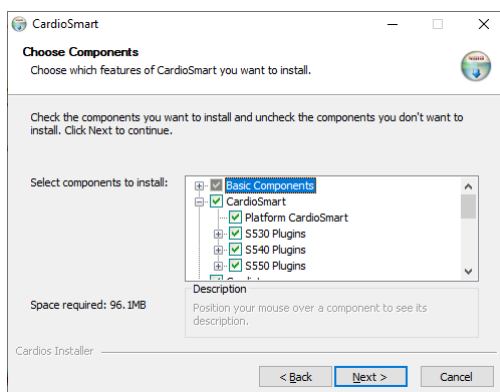 CardioSmart
Choose Components
Choose which features of CardioSmart you want to install.
Check the components you want to install and uncheck the components you don't want to
install. Click Next to continue.
Select components to install:
Basic Components
CardioSmart
Platform CardioSmart
S530 Plugins
S540 Plugins
S550 Plugins
Space required: 96.1MB
Description
Position your mouse over a component to see its
description.
Cardios Installer
< Back
Next >
Cancel